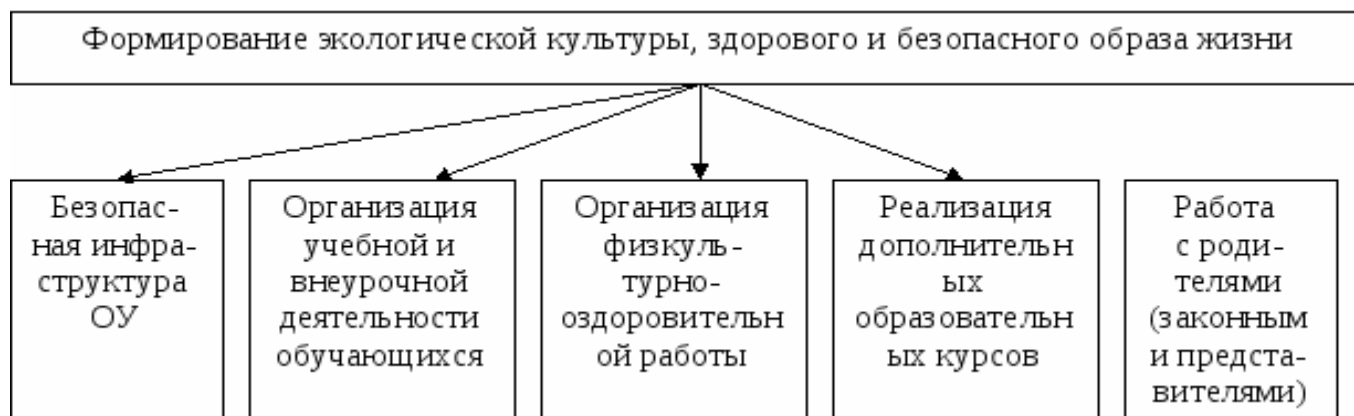 Формирование экологической культуры, здорового и безопасного образа жизни
Безопас-
ная инфра-
структура
ОУ
Организация
учебной и
внеурочной
деятельности
обучающихся
Организация
физкуль-
турно-
оздоровительн
ой работы
Реализация
дополнительн
ых
образовательн
ых курсов
Работа
с роди-
телями
(законным
и предста-
вителями)